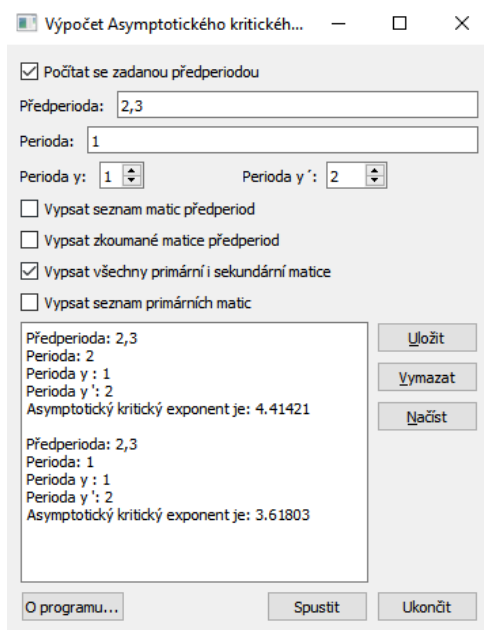 Výpočet Asymptotického kritickéh...
Počítat se zadanou předperiodou
Předperioda: 2,3
Perioda: 1
Perioda y: 1 Perioda y´: 2
Vypsat seznam matic předperiod
Vypsat zkoumané matice předperiod
Vypsat všechny primární i sekundární matice
Vypsat seznam primárních matic
Předperioda: 2,3
Perioda: 2
Perioda y : 1
Perioda y ': 2
Asymptotický kritický exponent je: 4.41421
Předperioda: 2,3
Perioda: 1
Perioda y : 1
Perioda y ': 2
Asymptotický kritický exponent je: 3.61803
Uložit
Vymazat
Načíst
O programu... Spustit Ukončit